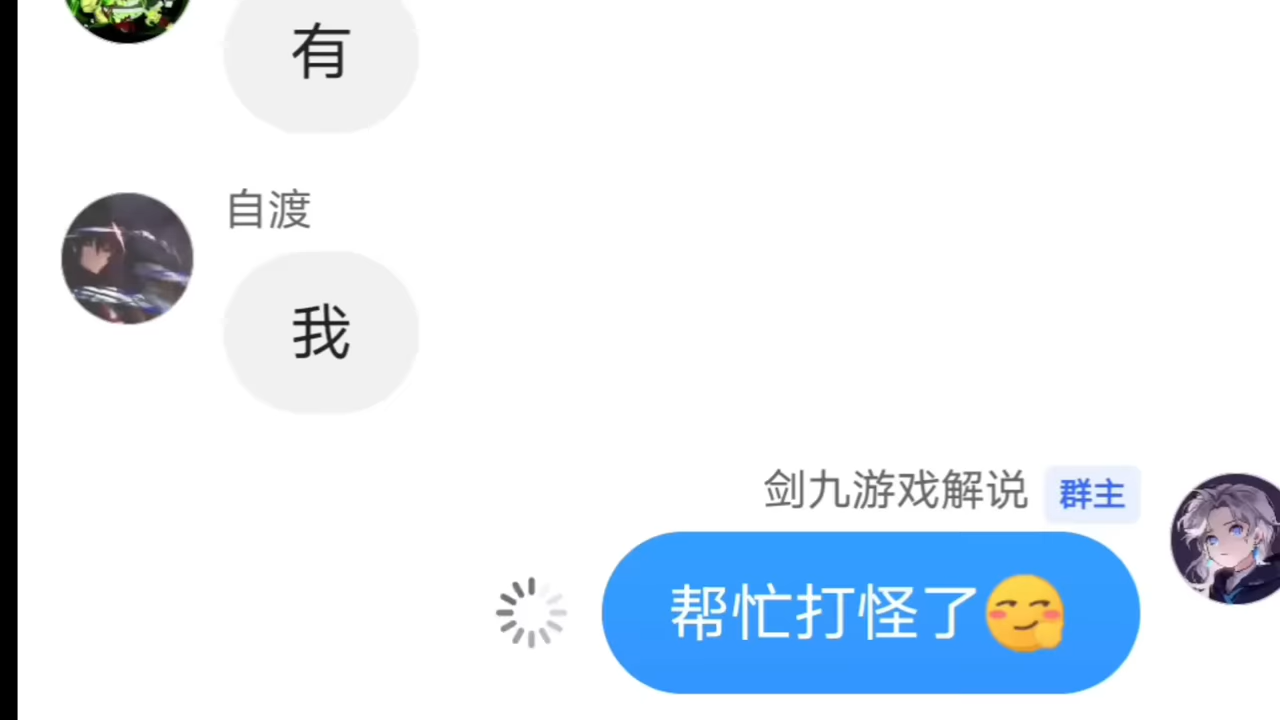 有
自渡
我
剑九游戏解说 群主
帮忙打怪了